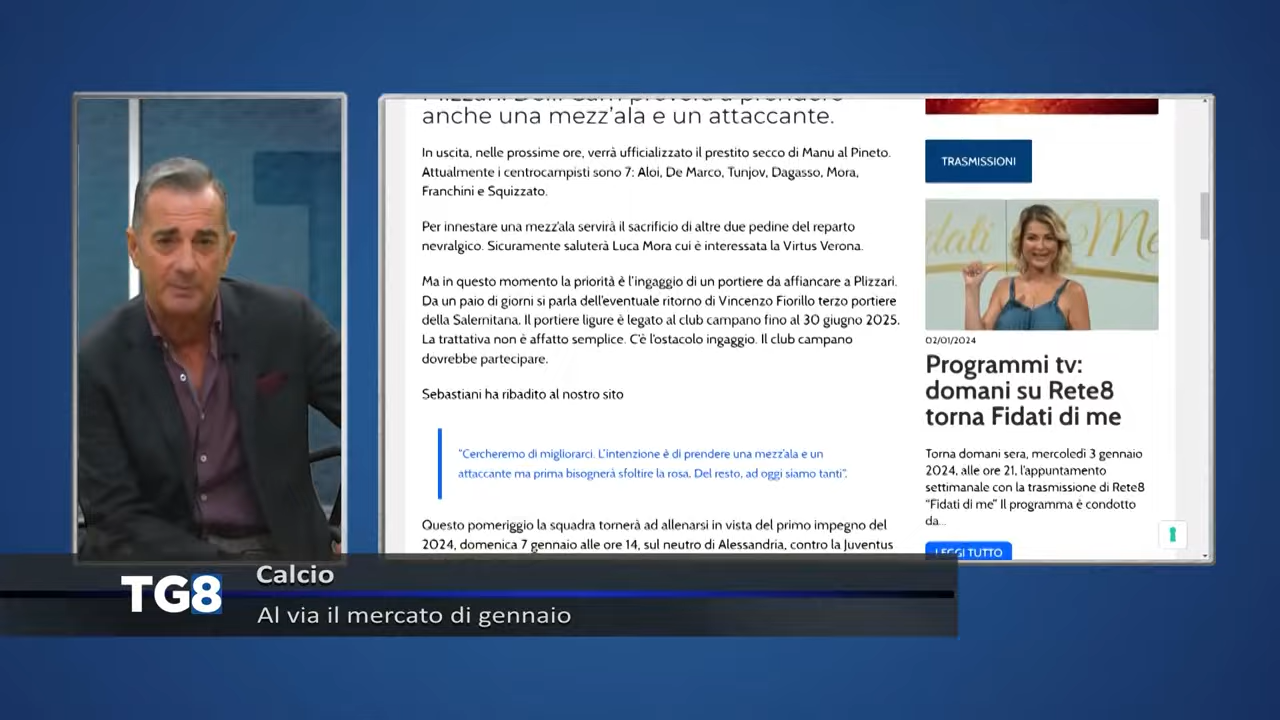 anche una mezz'ala e un attaccante.
In uscita, nelle prossime ore, verrà ufficializzato il prestito secco di Manu al Pineto.
Attualmente i centrocampisti sono 7: Aloi, De Marco, Tunjov, Dagasso, Mora,
Franchini e Squizzato.
Per innestare una mezz'ala servirà il sacrificio di altre due pedine del reparto
nevralgico. Sicuramente saluterà Luca Mora cui è interessata la Virtus Verona.
Ma in questo momento la priorità è l'ingaggio di un portiere da affiancare a Plizzari.
Da un paio di giorni si parla dell'eventuale ritorno di Vincenzo Fiorillo terzo portiere
della Salernitana. Il portiere ligure è legato al club campano fino al 30 giugno 2025.
La trattativa non è affatto semplice. C'è l'ostacolo ingaggio. Il club campano
dovrebbe partecipare.
Sebastiani ha ribadito al nostro sito
"Cercheremo di migliorarci. L'intenzione è di prendere una mezz'ala e un
attaccante ma prima bisognerà sfoltire la rosa. Del resto, ad oggi siamo tanti".
Questo pomeriggio la squadra tornerà ad allenarsi in vista del primo impegno del
2024, domenica 7 gennaio alle ore 14, sul neutro di Alessandria, contro la Juventus
TRASMISSIONI
Fidati di Me
02/01/2024
Programmi tv:
domani su Rete8
torna Fidati di me
Torna domani sera, mercoledì 3 gennaio
2024, alle ore 21, l'appuntamento
settimanale con la trasmissione di Rete8
"Fidati di me" Il programma è condotto
da...
LEGGI TUTTO
TG8
Calcio
Al via il mercato di gennaio